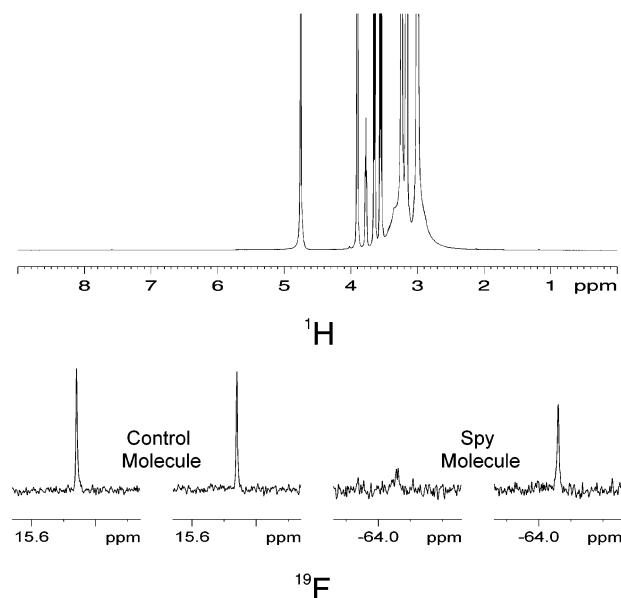 8 7 6 5 4 3 2 1 ppm
¹H
Control
Molecule
Spy
Molecule
15.6 ppm
15.6 ppm
-64.0 ppm
-64.0 ppm
¹⁹F